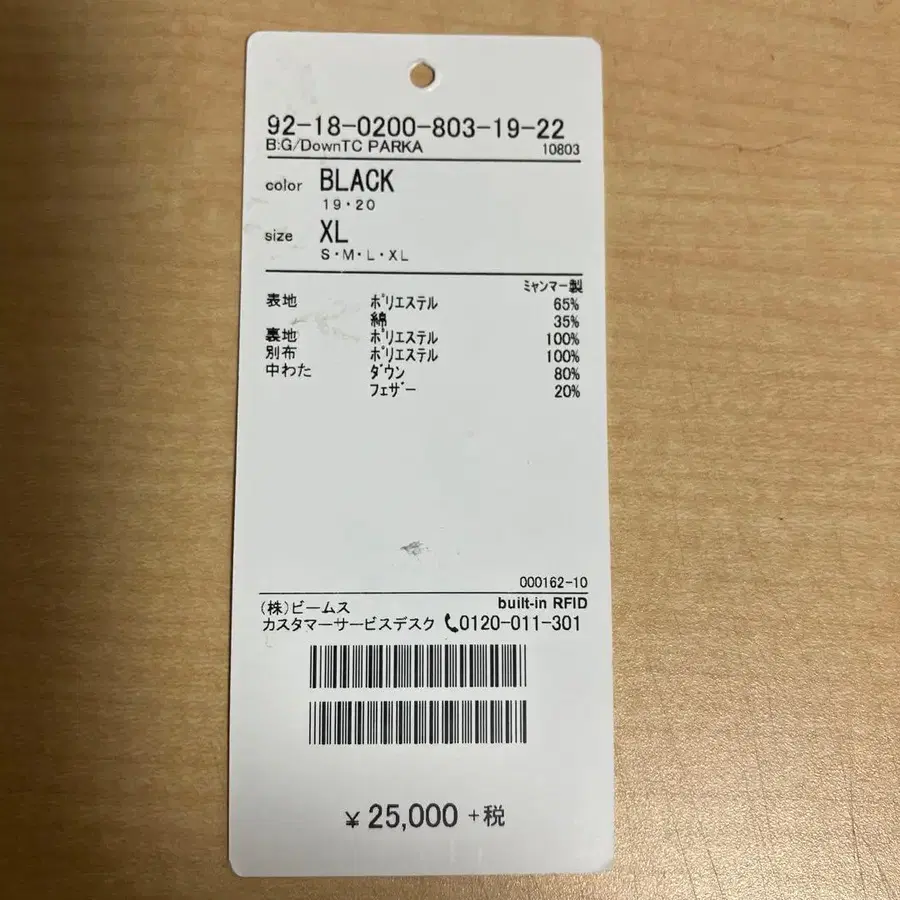 92-18-0200-803-19-22
B:G/DownTC PARKA 10803
color BLACK
19・20
size XL
S・M・L・XL
ミャンマー製
表地 ポリエステル 65%
綿 35%
裏地 ポリエステル 100%
別布 ポリエステル 100%
中わた ダウン 80%
フェザー 20%
000162-10
(株)ビームス built-in RFID
カスタマーサービスデスク 0120-011-301
¥ 25,000 +税